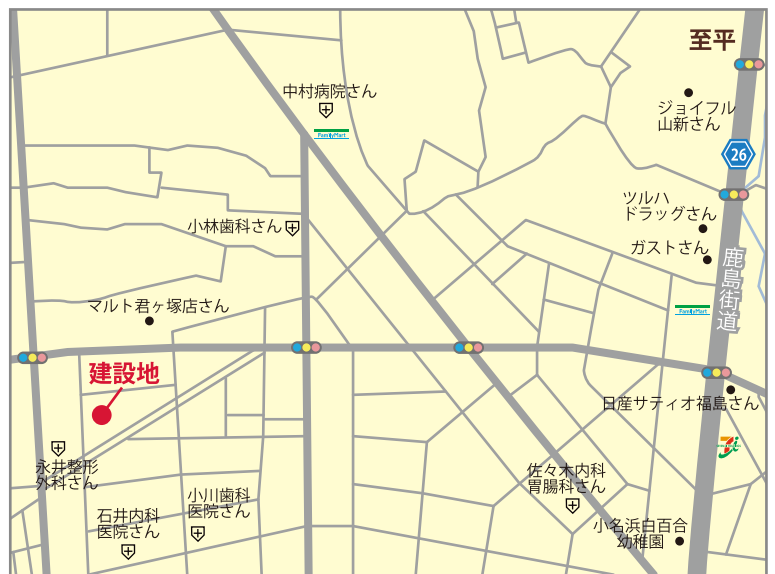 至平
中村病院さん
FamilyMart
ジョイフル
山新さん
26
ツルハ
ドラッグさん
小林歯科さん
ガストさん
鹿島街道
マルト君ヶ塚店さん
FamilyMart
建設地
日産サティオ福島さん
永井整形
外科さん
佐々木内科
胃腸科さん
小川歯科
医院さん
石井内科
医院さん
小名浜白百合
幼稚園